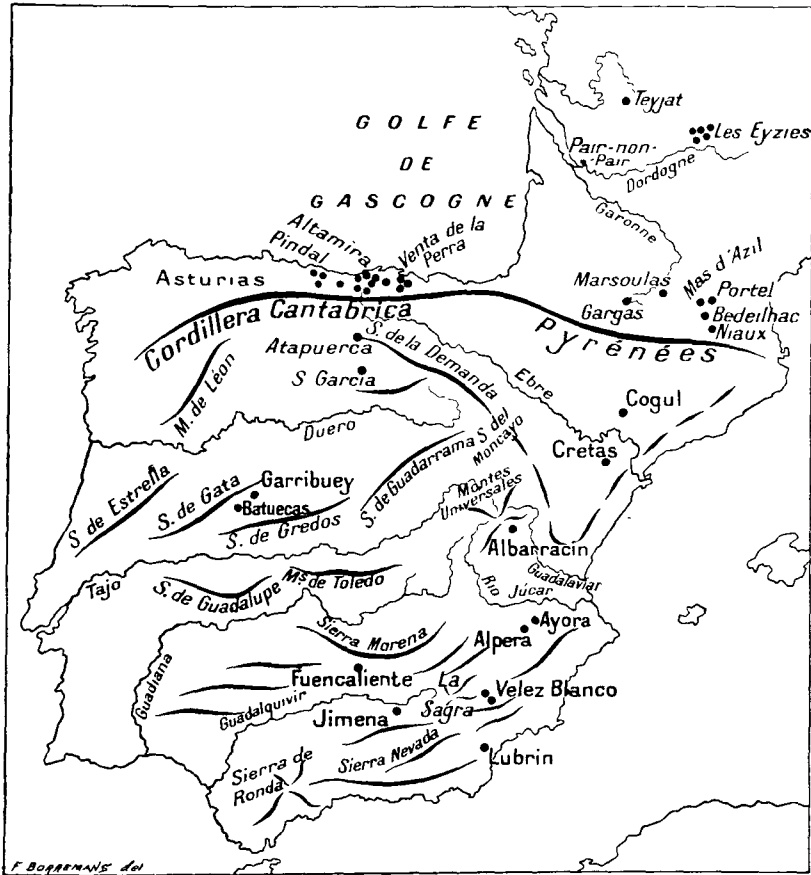 Teyjat
GOLFE
Les Eyzies
Pair-non-
Pair
DE
Dordogne
GASCOGNE
Garonne
Altamira
Pindal
Venta de la
Perra
Asturias
Marsoulas
Mas d'Azil
Portel
Gargas
Bedeilhac
Niaux
Cordillera Cantabrica
Pyrénées
Atapuerca
S. de la Demanda
M. de Léon
S Garcia
Ebre
Cogul
Duero
S. del
Moncayo
Cretas
S. de Guadarrama
Montes
Universales
S. de Estrella
S. de Gata
Garribuey
Batuecas
S. de Gredos
Albarracin
Guadalaviar
Tajo
S. de Guadalupe
Ms. de Toledo
Rio
Júcar
Sierra Morena
Ayora
Alpera
Guadiana
Fuencaliente
La
Sagra
Velez Blanco
Guadalquivir
Jimena
Sierra de
Ronda
Sierra Nevada
Lubrin
F BORREMANS del